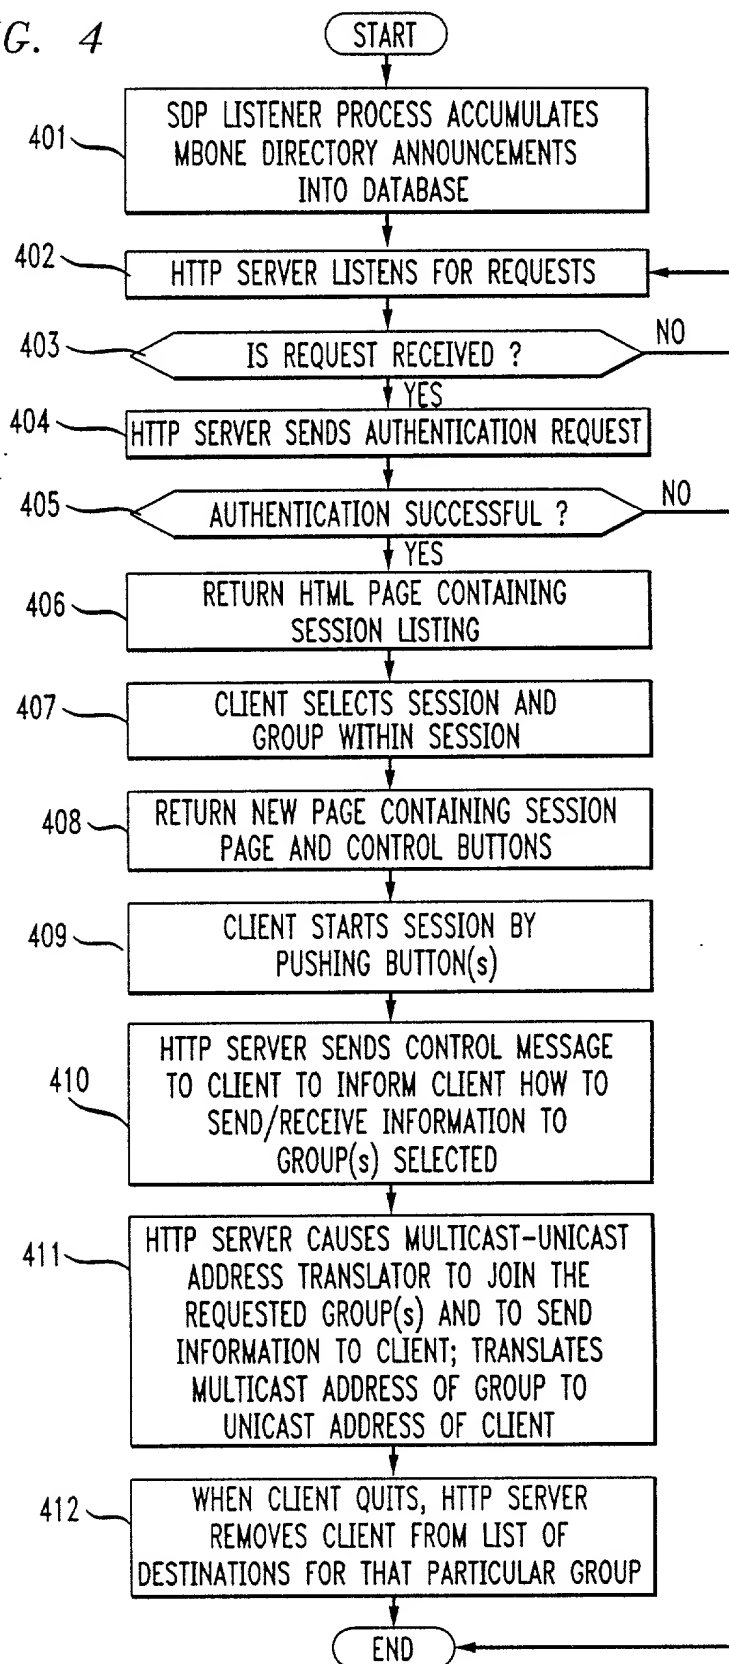 G. 4
START
401
SDP LISTENER PROCESS ACCUMULATES
MBONE DIRECTORY ANNOUNCEMENTS
INTO DATABASE
402
HTTP SERVER LISTENS FOR REQUESTS
403
IS REQUEST RECEIVED ?
NO
YES
404
HTTP SERVER SENDS AUTHENTICATION REQUEST
405
AUTHENTICATION SUCCESSFUL ?
NO
YES
406
RETURN HTML PAGE CONTAINING
SESSION LISTING
407
CLIENT SELECTS SESSION AND
GROUP WITHIN SESSION
408
RETURN NEW PAGE CONTAINING SESSION
PAGE AND CONTROL BUTTONS
409
CLIENT STARTS SESSION BY
PUSHING BUTTON(s)
410
HTTP SERVER SENDS CONTROL MESSAGE
TO CLIENT TO INFORM CLIENT HOW TO
SEND/RECEIVE INFORMATION TO
GROUP(s) SELECTED
411
HTTP SERVER CAUSES MULTICAST-UNICAST
ADDRESS TRANSLATOR TO JOIN THE
REQUESTED GROUP(s) AND TO SEND
INFORMATION TO CLIENT; TRANSLATES
MULTICAST ADDRESS OF GROUP TO
UNICAST ADDRESS OF CLIENT
412
WHEN CLIENT QUITS, HTTP SERVER
REMOVES CLIENT FROM LIST OF
DESTINATIONS FOR THAT PARTICULAR GROUP
END